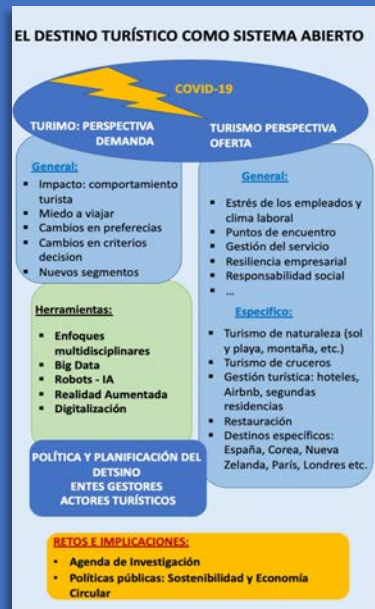 EL DESTINO TURÍSTICO COMO SISTEMA ABIERTO
COVID-19
TURIMO: PERSPECTIVA
DEMANDA
General:
▪ Impacto: comportamiento
turista
▪ Miedo a viajar
▪ Cambios en preferecias
▪ Cambios en criterios
decision
▪ Nuevos segmentos
Herramientas:
▪ Enfoques
multidisciplinares
▪ Big Data
▪ Robots - IA
▪ Realidad Aumentada
▪ Digitalización
TURISMO PERSPECTIVA
OFERTA
General:
▪ Estrés de los empleados y
clima laboral
▪ Puntos de encuentro
▪ Gestión del servicio
▪ Resiliencia empresarial
▪ Responsabilidad social
▪ ...
Especifico:
▪ Turismo de naturaleza (sol
y playa, montaña, etc.)
▪ Turismo de cruceros
▪ Gestión turística: hoteles,
Airbnb, segundas
residencias
▪ Restauración
▪ Destinos específicos:
España, Corea, Nueva
Zelanda, París, Londres etc.
POLÍTICA Y PLANIFICACIÓN DEL
DETSINO
ENTES GESTORES
ACTORES TURÍSTICOS
RETOS E IMPLICACIONES:
• Agenda de Investigación
• Políticas públicas: Sostenibilidad y Economía
Circular